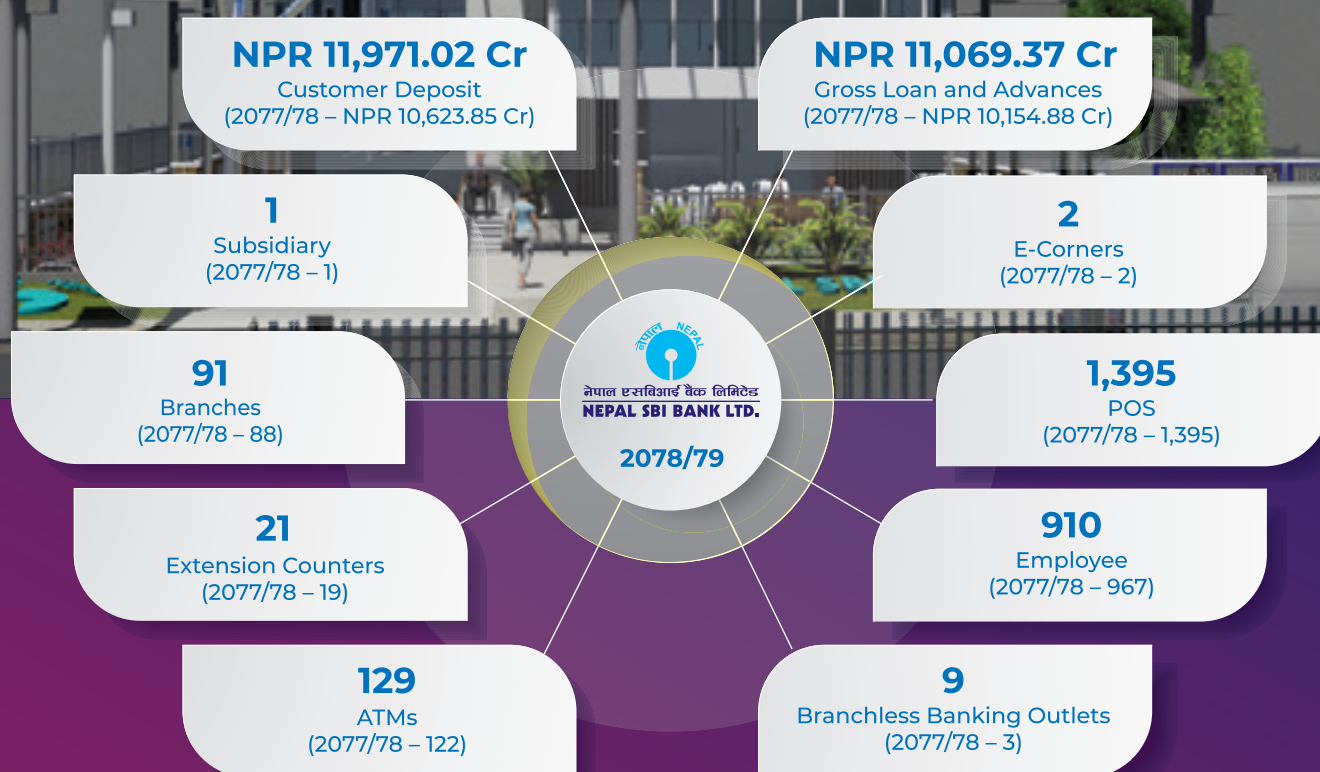 NPR 11,971.02 Cr
Customer Deposit
(2077/78 – NPR 10,623.85 Cr)
NPR 11,069.37 Cr
Gross Loan and Advances
(2077/78 – NPR 10,154.88 Cr)
1
Subsidiary
(2077/78 – 1)
2
E-Corners
(2077/78 – 2)
91
Branches
(2077/78 – 88)
नेपाल NEPAL
नेपाल एसबिआई बैंक लिमिटेड
NEPAL SBI BANK LTD.
2078/79
1,395
POS
(2077/78 – 1,395)
21
Extension Counters
(2077/78 – 19)
910
Employee
(2077/78 – 967)
129
ATMs
(2077/78 – 122)
9
Branchless Banking Outlets
(2077/78 – 3)